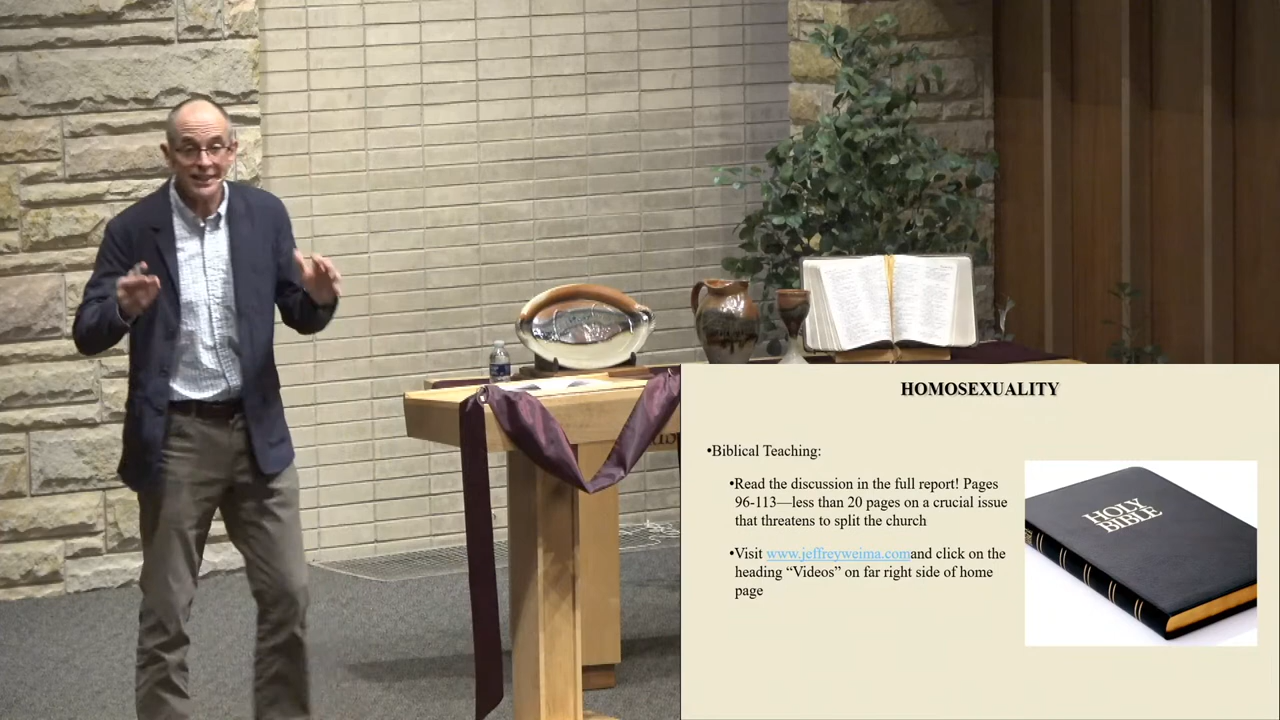 HOMOSEXUALITY
•Biblical Teaching:
•Read the discussion in the full report! Pages
96-113—less than 20 pages on a crucial issue
that threatens to split the church
•Visit www.jeffreyweima.comand click on the
heading “Videos” on far right side of home
page
HOLY
BIBLE